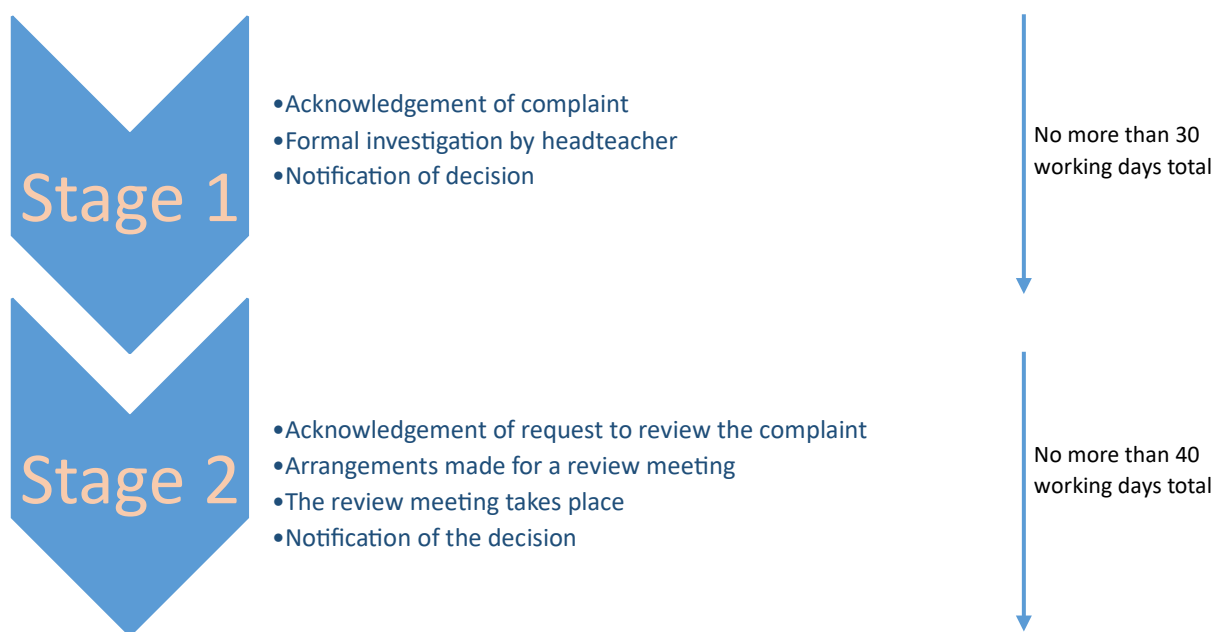 Stage 1
•Acknowledgement of complaint
•Formal investigation by headteacher
•Notification of decision
No more than 30
working days total
Stage 2
•Acknowledgement of request to review the complaint
•Arrangements made for a review meeting
•The review meeting takes place
•Notification of the decision
No more than 40
working days total